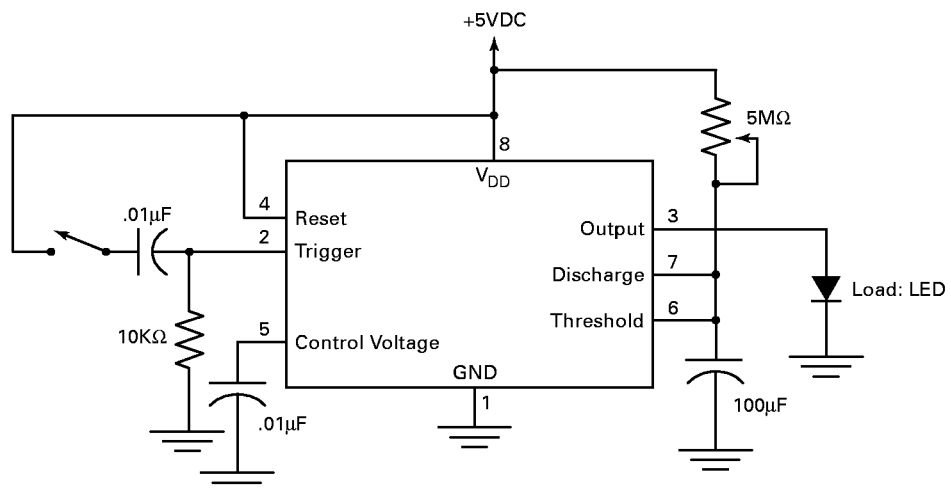 +5VDC
5MΩ
8
V_DD
.01μF
4
Reset
2
Trigger
Output
3
Discharge
7
Load: LED
Threshold
6
10KΩ
5
Control Voltage
GND
1
.01μF
100μF